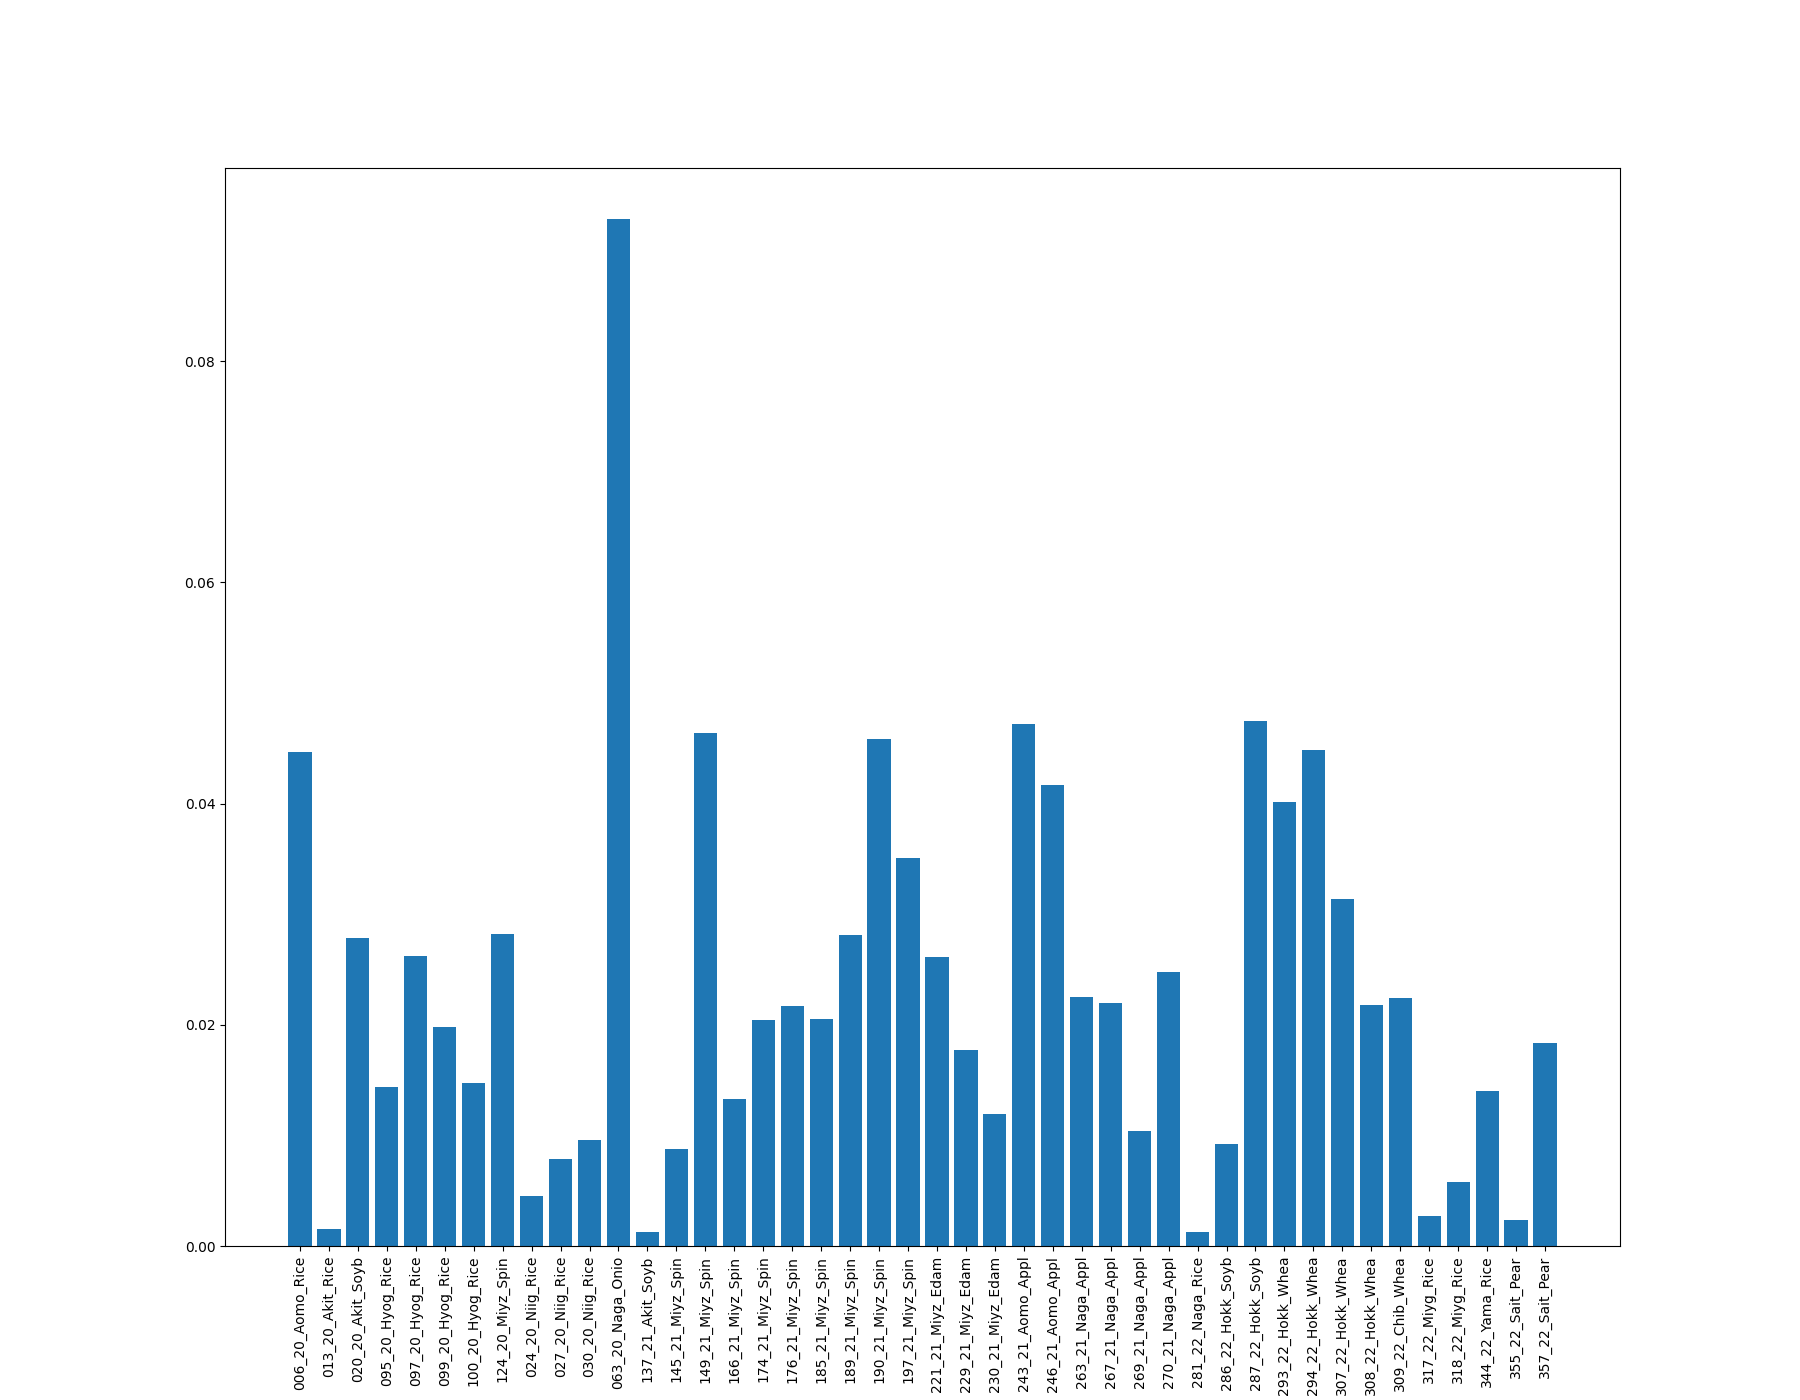 0.08
0.06
0.04
0.02
0.00
006_20_Aomo_Rice
013_20_Akit_Rice
020_20_Akit_Soyb
095_20_Hyog_Rice
097_20_Hyog_Rice
099_20_Hyog_Rice
100_20_Hyog_Rice
124_20_Miyz_Spin
024_20_Niig_Rice
027_20_Niig_Rice
030_20_Niig_Rice
063_20_Naga_Onio
137_21_Akit_Soyb
145_21_Miyz_Spin
149_21_Miyz_Spin
166_21_Miyz_Spin
174_21_Miyz_Spin
176_21_Miyz_Spin
185_21_Miyz_Spin
189_21_Miyz_Spin
190_21_Miyz_Spin
197_21_Miyz_Spin
221_21_Miyz_Edam
229_21_Miyz_Edam
230_21_Miyz_Edam
243_21_Aomo_Appl
246_21_Aomo_Appl
263_21_Naga_Appl
267_21_Naga_Appl
269_21_Naga_Appl
270_21_Naga_Appl
281_22_Naga_Rice
286_22_Hokk_Soyb
287_22_Hokk_Soyb
293_22_Hokk_Whea
294_22_Hokk_Whea
307_22_Hokk_Whea
308_22_Hokk_Whea
309_22_Chib_Whea
317_22_Miyg_Rice
318_22_Miyg_Rice
344_22_Yama_Rice
355_22_Sait_Pear
357_22_Sait_Pear